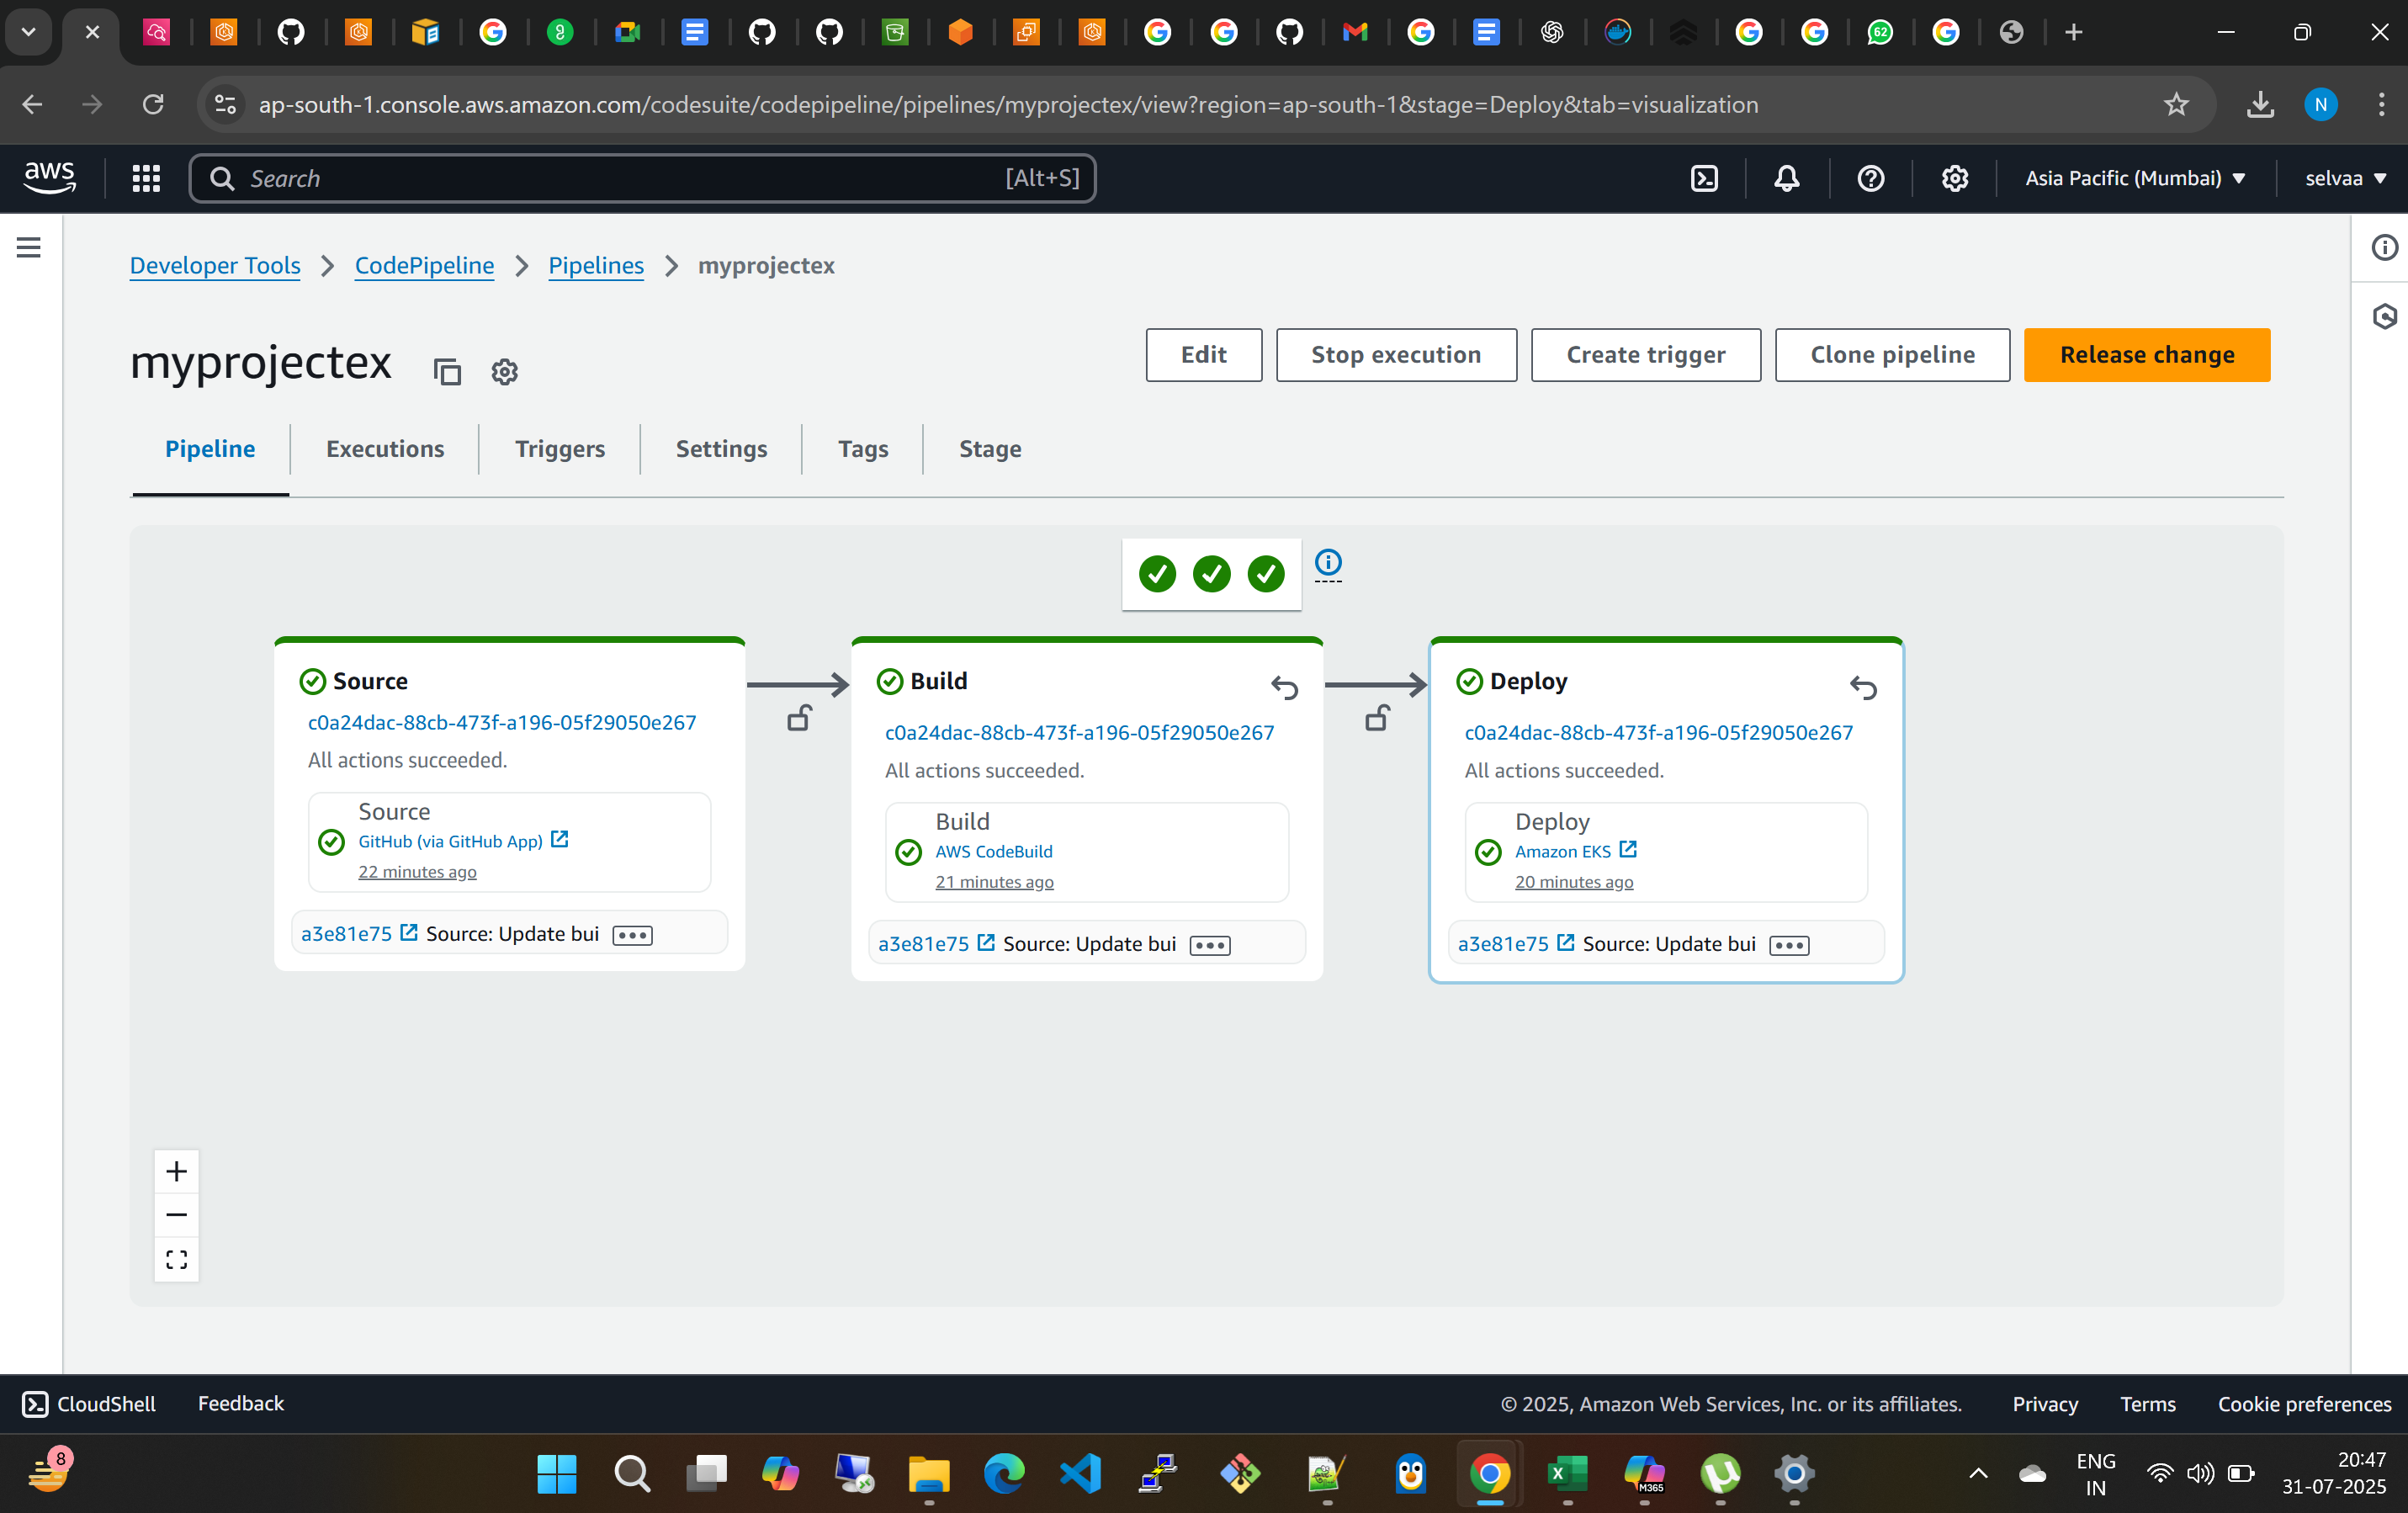 62
ap-south-1.console.aws.amazon.com/codesuite/codepipeline/pipelines/myprojectex/view?region=ap-south-1&stage=Deploy&tab=visualization
N
aws
Search
[Alt+S]
Asia Pacific (Mumbai)
selvaa
Developer Tools
CodePipeline
Pipelines
myprojectex
myprojectex
Edit
Stop execution
Create trigger
Clone pipeline
Release change
Pipeline
Executions
Triggers
Settings
Tags
Stage
Source
c0a24dac-88cb-473f-a196-05f29050e267
All actions succeeded.
Source
GitHub (via GitHub App)
22 minutes ago
a3e81e75 Source: Update bui
Build
c0a24dac-88cb-473f-a196-05f29050e267
All actions succeeded.
Build
AWS CodeBuild
21 minutes ago
a3e81e75 Source: Update bui
Deploy
c0a24dac-88cb-473f-a196-05f29050e267
All actions succeeded.
Deploy
Amazon EKS
20 minutes ago
a3e81e75 Source: Update bui
CloudShell
Feedback
© 2025, Amazon Web Services, Inc. or its affiliates.
Privacy
Terms
Cookie preferences
8
M365
ENG
IN
20:47
31-07-2025